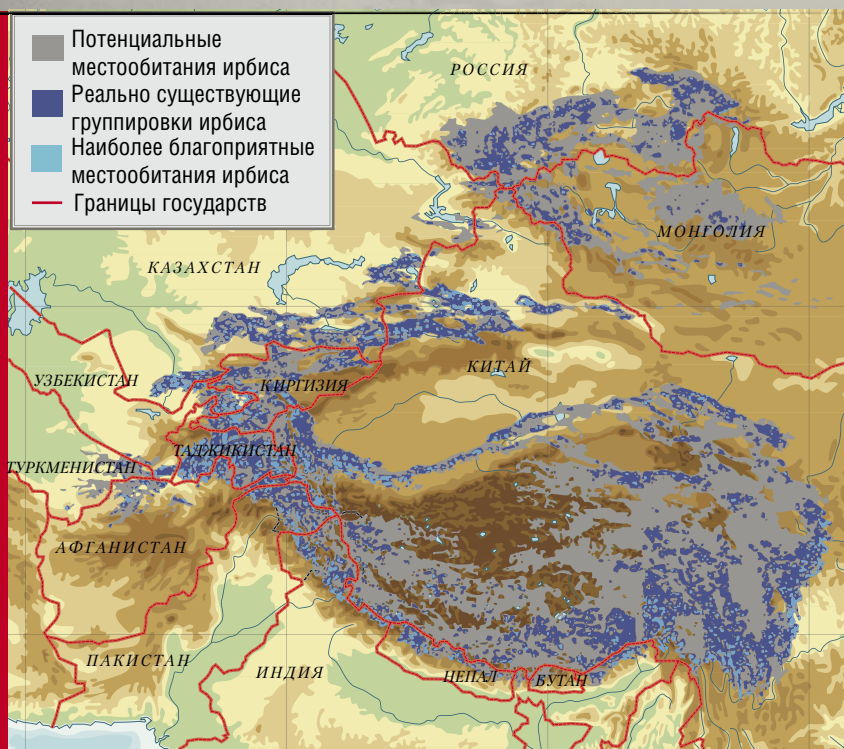 Потенциальные
местообитания ирбиса
Реально существующие
группировки ирбиса
Наиболее благоприятные
местообитания ирбиса
Границы государств
РОССИЯ
МОНГОЛИЯ
КАЗАХСТАН
КИТАЙ
УЗБЕКИСТАН
КИРГИЗИЯ
ТАДЖИКИСТАН
ТУРКМЕНИСТАН
АФГАНИСТАН
ПАКИСТАН
ИНДИЯ
НЕПАЛ
БУТАН